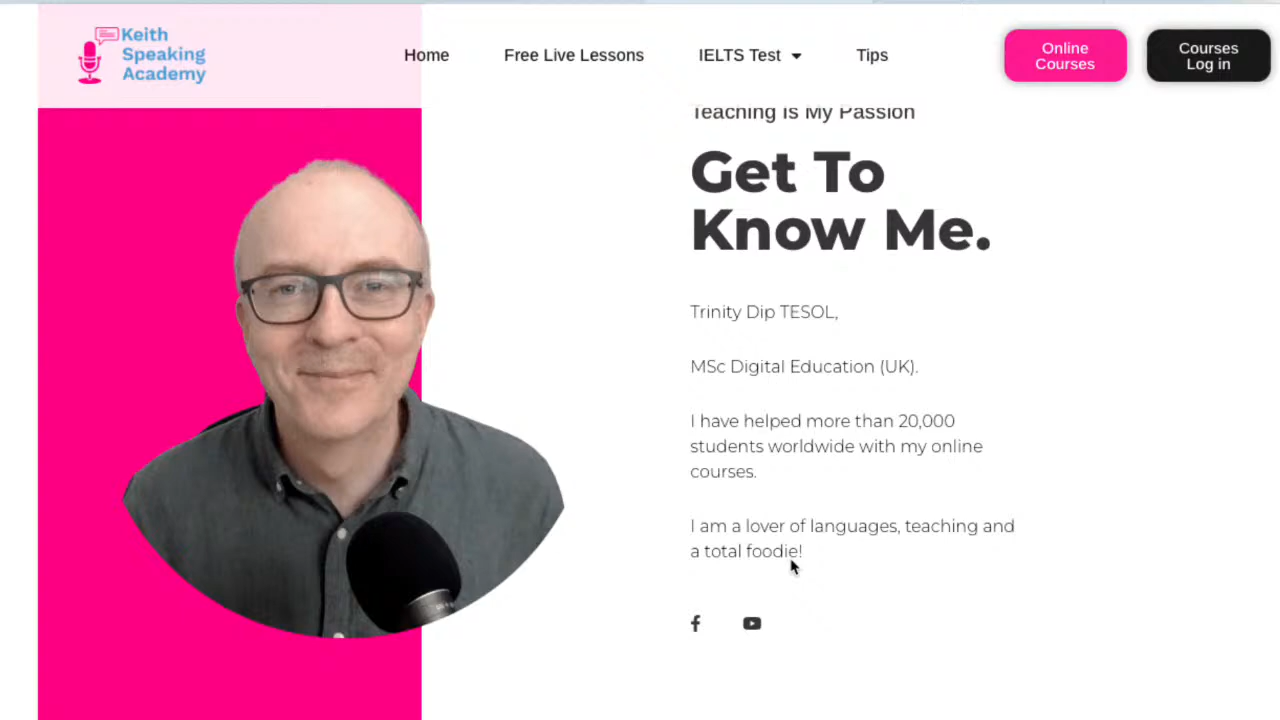 Keith
Speaking
Academy
Home
Free Live Lessons
IELTS Test
Tips
Online
Courses
Courses
Log in
Teaching Is My Passion
Get To
Know Me.
Trinity Dip TESOL,
MSc Digital Education (UK).
I have helped more than 20,000
students worldwide with my online
courses.
I am a lover of languages, teaching and
a total foodie!